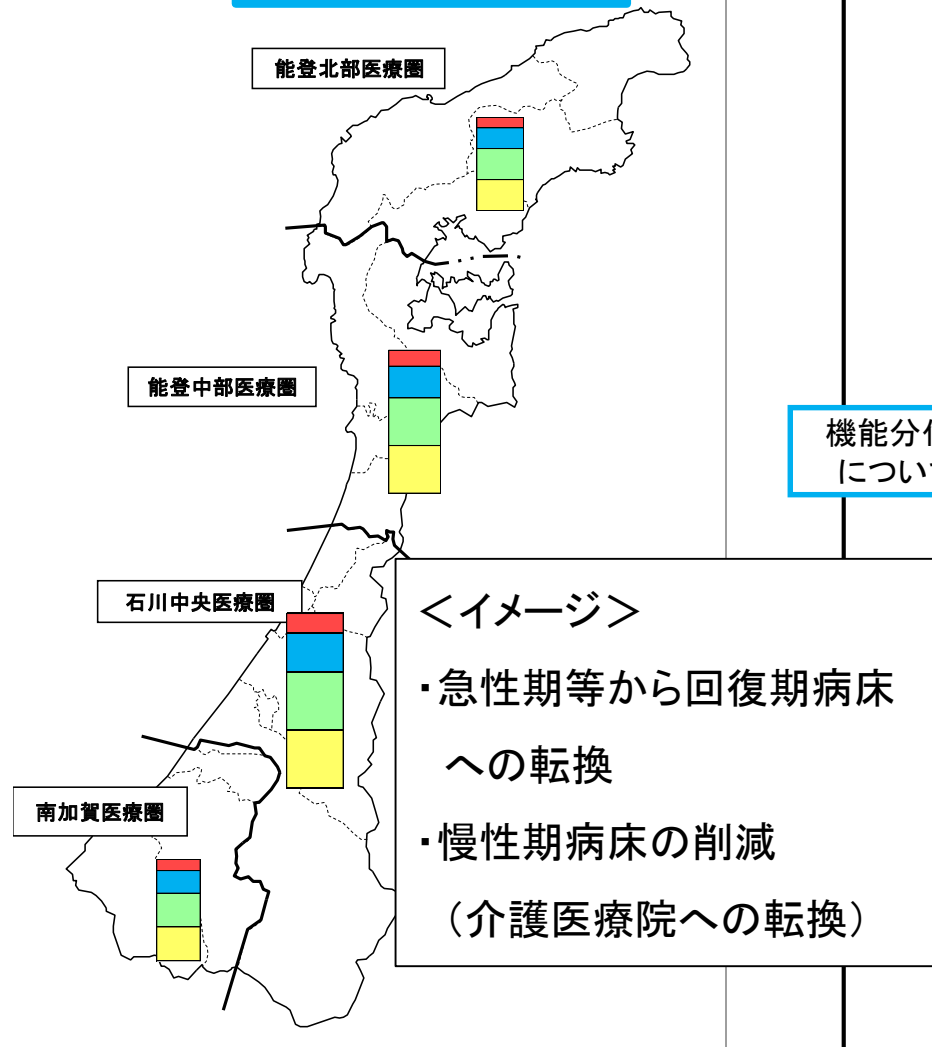 能登北部医療圏
能登中部医療圏
機能分
につい
石川中央医療圏
＜イメージ＞
・急性期等から回復期病床
への転換
・慢性期病床の削減
（介護医療院への転換）
南加賀医療圏